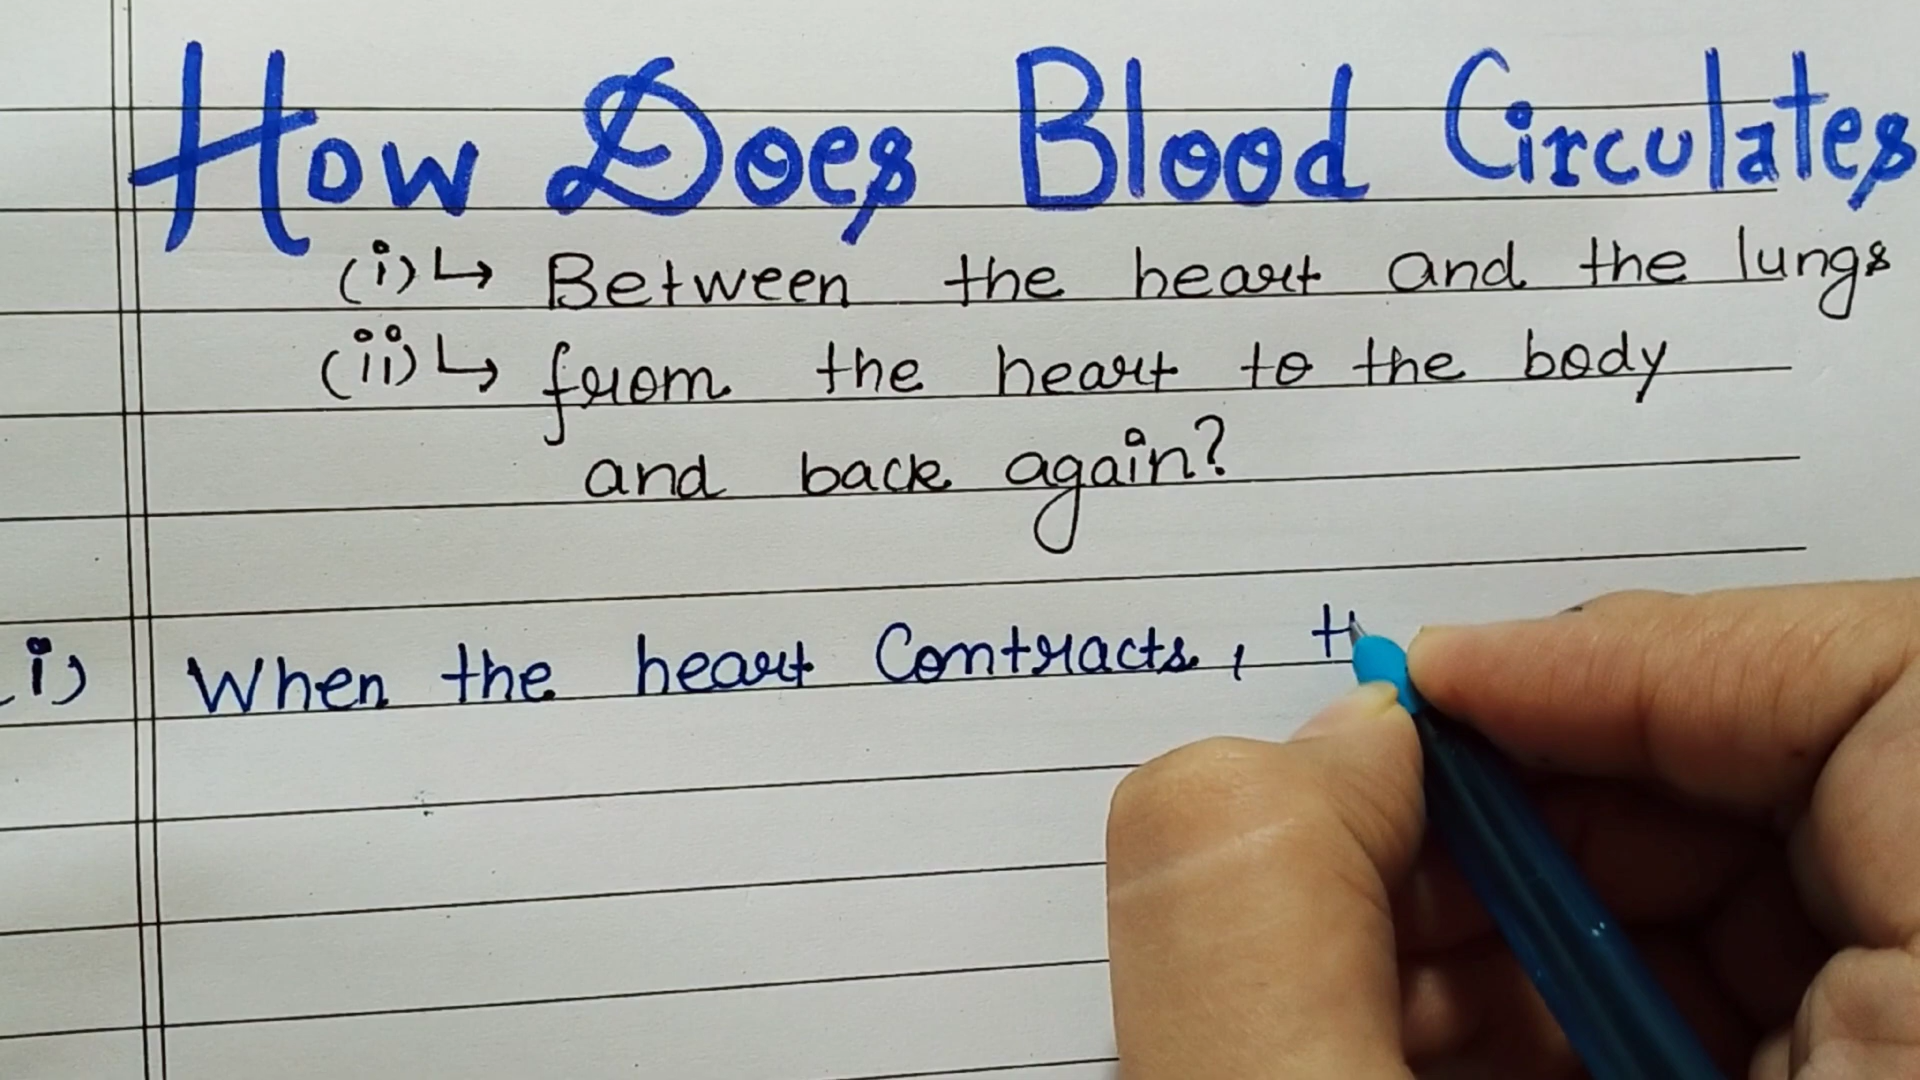 How Does Blood Circulates
(i)↳ Between the heart and the lungs
(ii)↳ from the heart to the body
and back again?
i) When the heart Contracts, th